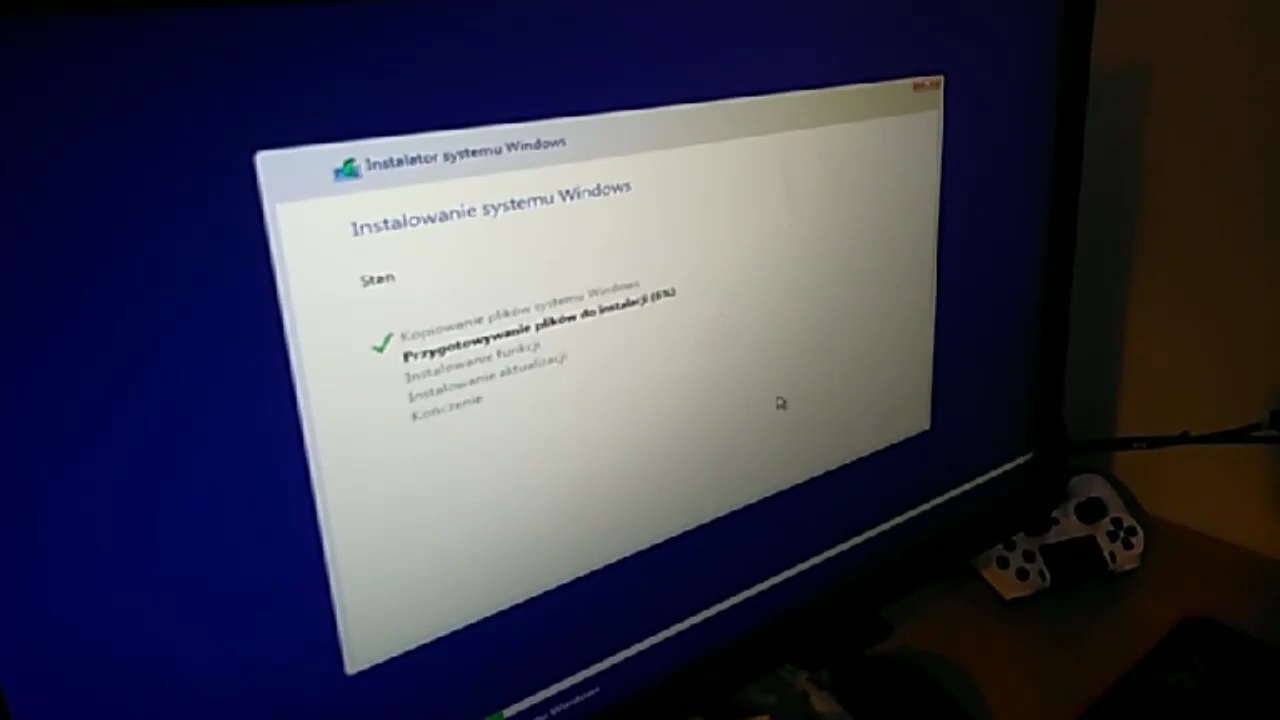 Instalator systemu Windows
Instalowanie systemu Windows
Stan
Kopiowanie plików systemu Windows
Przygotowywanie plików do instalacji (6%)
Instalowanie funkcji
Instalowanie aktualizacji
Kończenie
Windows